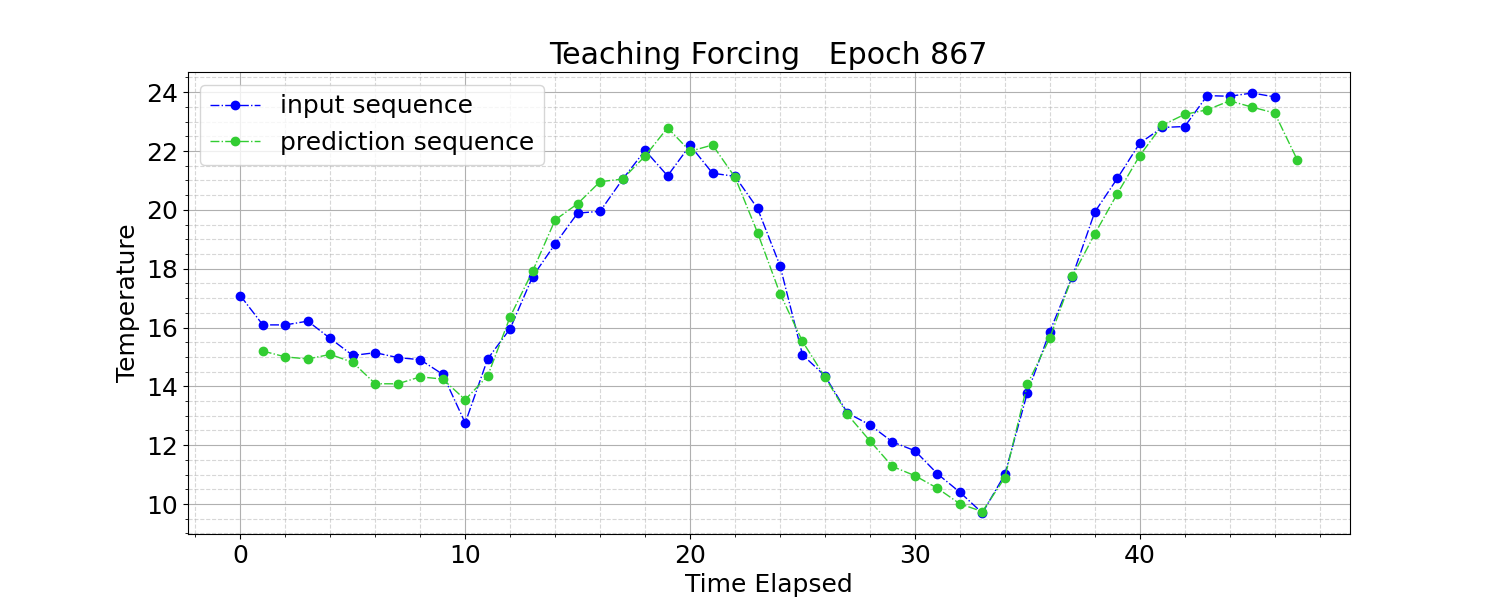 Teaching Forcing   Epoch 867
input sequence
prediction sequence
Temperature
24
22
20
18
16
14
12
10
0 10 20 30 40
Time Elapsed